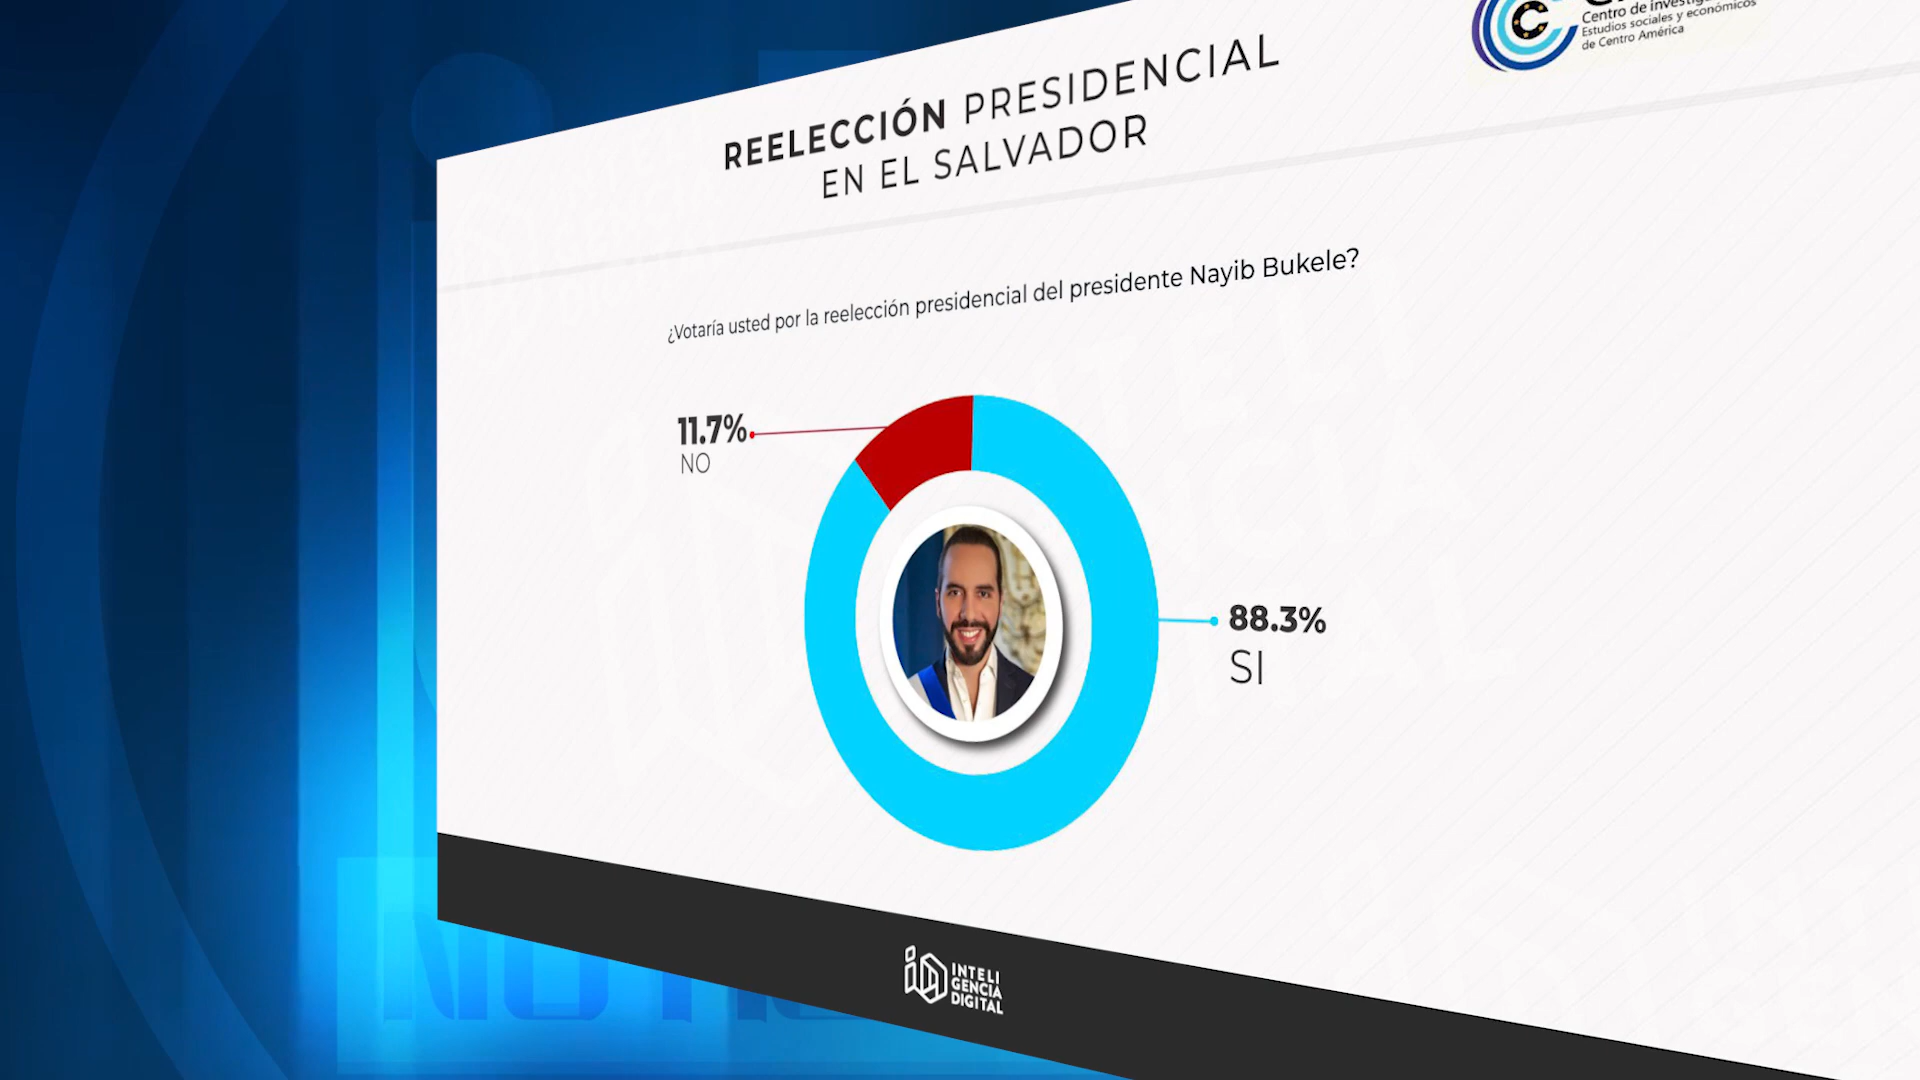 Centro de
Estudios sociales y económicos
de Centro América
REELECCIÓN PRESIDENCIAL
EN EL SALVADOR
¿Votaría usted por la reelección presidencial del presidente Nayib Bukele?
11.7%
NO
88.3%
SI
INTELI
GENCIA
DIGITAL